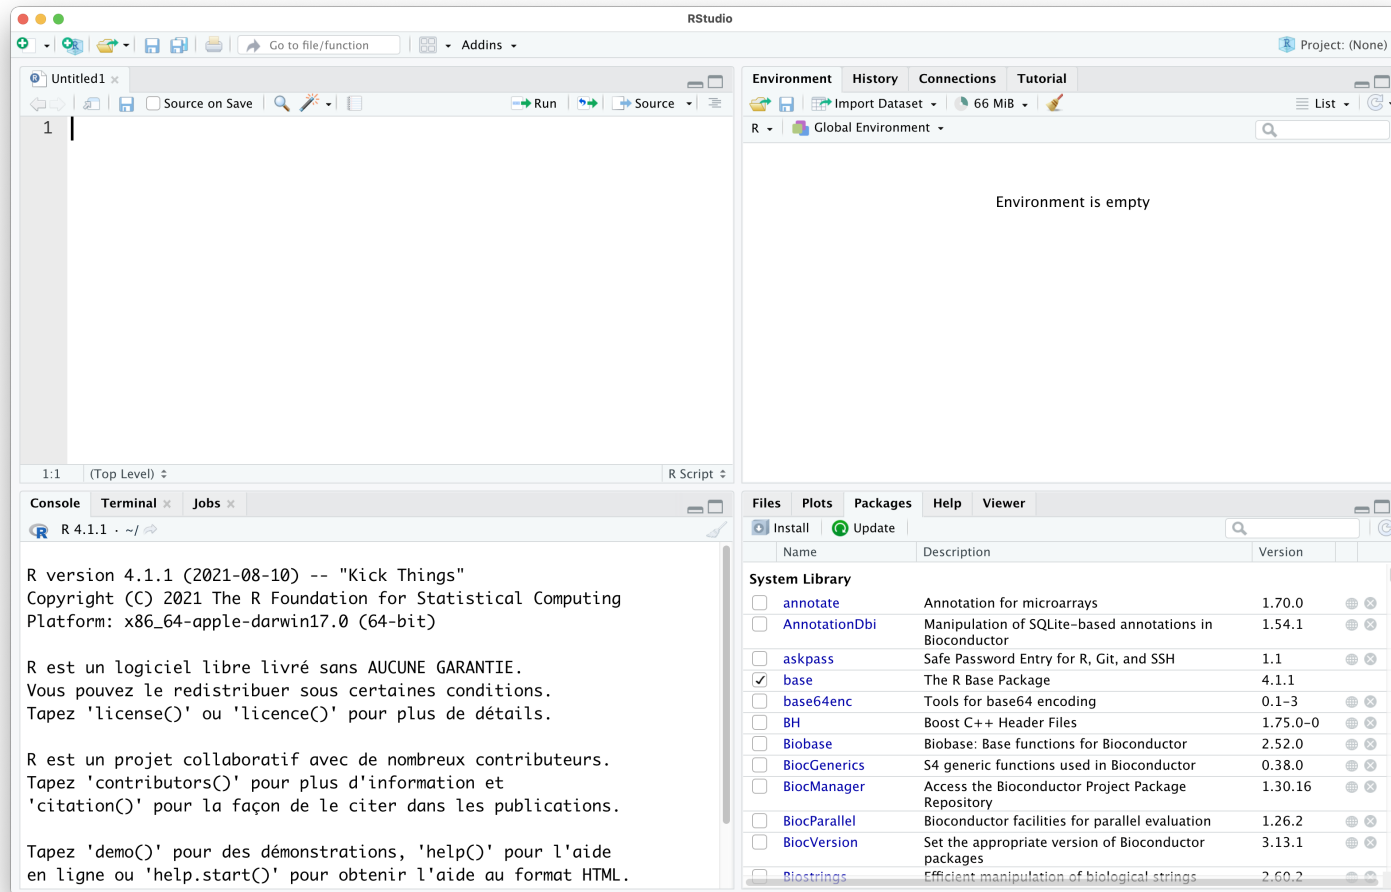 RStudio
Go to file/function
Addins
Project: (None)
Untitled1
Source on Save
Run
Source
1
1:1 (Top Level)
R Script
Environment History Connections Tutorial
Import Dataset
66 MiB
List
R
Global Environment
Environment is empty
Console Terminal Jobs
R 4.1.1 · ~/
R version 4.1.1 (2021-08-10) -- "Kick Things"
Copyright (C) 2021 The R Foundation for Statistical Computing
Platform: x86_64-apple-darwin17.0 (64-bit)
R est un logiciel libre livré sans AUCUNE GARANTIE.
Vous pouvez le redistribuer sous certaines conditions.
Tapez 'license()' ou 'licence()' pour plus de détails.
R est un projet collaboratif avec de nombreux contributeurs.
Tapez 'contributors()' pour plus d'information et
'citation()' pour la façon de le citer dans les publications.
Tapez 'demo()' pour des démonstrations, 'help()' pour l'aide
en ligne ou 'help.start()' pour obtenir l'aide au format HTML.
Files Plots Packages Help Viewer
Install Update
Name Description Version
System Library
annotate Annotation for microarrays 1.70.0
AnnotationDbi Manipulation of SQLite-based annotations in 1.54.1
Bioconductor
askpass Safe Password Entry for R, Git, and SSH 1.1
base The R Base Package 4.1.1
base64enc Tools for base64 encoding 0.1-3
BH Boost C++ Header Files 1.75.0-0
Biobase Biobase: Base functions for Bioconductor 2.52.0
BiocGenerics S4 generic functions used in Bioconductor 0.38.0
BiocManager Access the Bioconductor Project Package 1.30.16
Repository
BiocParallel Bioconductor facilities for parallel evaluation 1.26.2
BiocVersion Set the appropriate version of Bioconductor 3.13.1
packages
Biostrings Efficient manipulation of biological strings 2.60.2